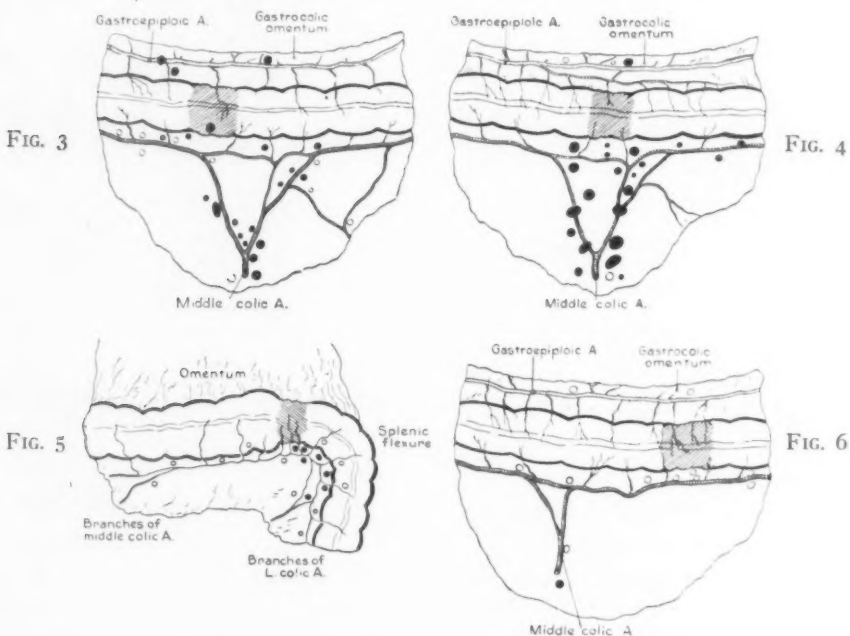 Gastroepiploic A.
Gastrocolic
omentum
FIG. 3
Middle colic A.
Gastroepiploic A.
Gastrocolic
omentum
FIG. 4
Middle colic A.
FIG. 5
Omentum
Splenic
flexure
Branches of
middle colic A.
Branches of
L. colic A.
Gastroepiploic A
Gastrocolic
omentum
FIG. 6
Middle colic A